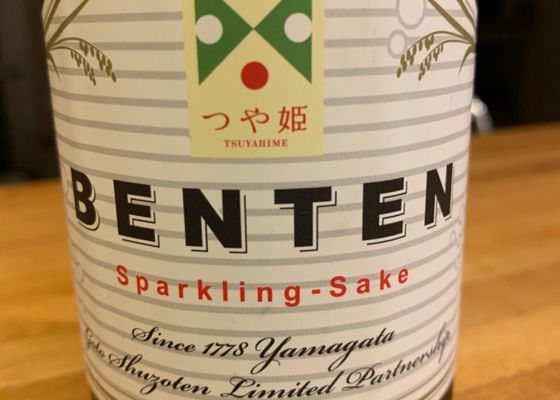 つや姫
TSUYAHIME
BENTEN
Sparkling-Sake
Since 1778 Yamagata
Goto Shuzoten Limited Partnership